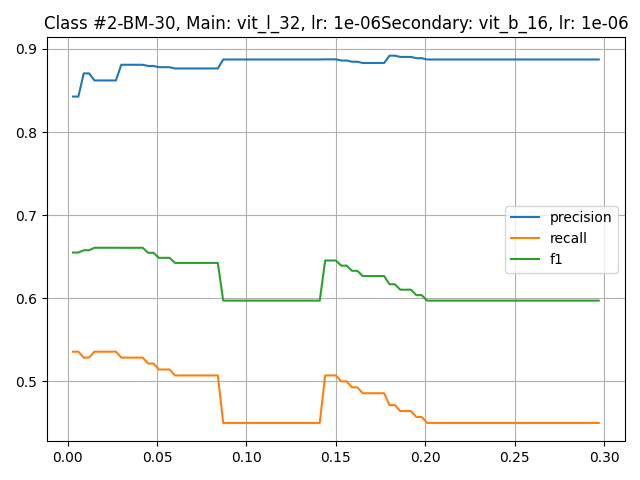 Class #2-BM-30, Main: vit_l_32, lr: 1e-06Secondary: vit_b_16, lr: 1e-06
0.9
0.8
0.7
0.6
0.5
precision
recall
f1
0.00 0.05 0.10 0.15 0.20 0.25 0.30